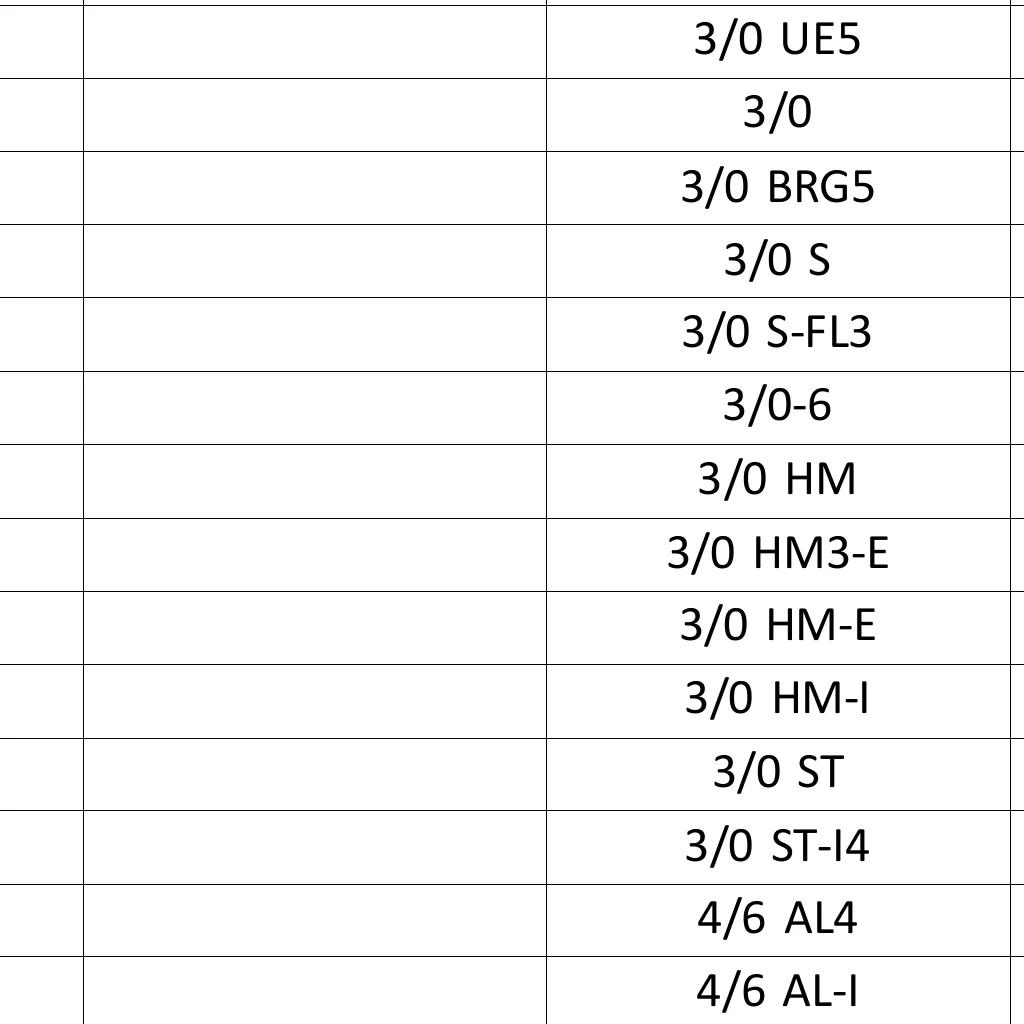 3/0 UE5
3/0
3/0 BRG5
3/0 S
3/0 S-FL3
3/0-6
3/0 HM
3/0 HM3-E
3/0 HM-E
3/0 HM-I
3/0 ST
3/0 ST-I4
4/6 AL4
4/6 AL-I